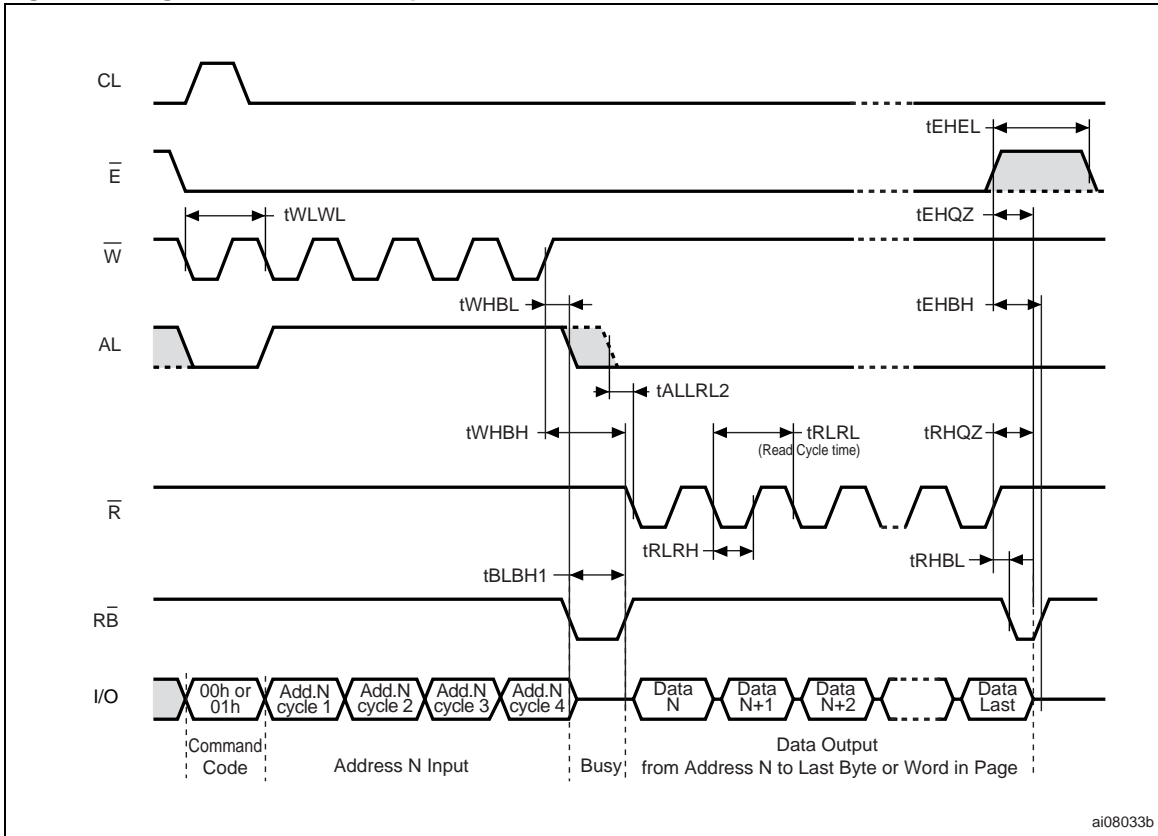 CL
tEHEL
E
tWLWL
tEHQZ
W
tWHBL
tEHBH
AL
tALLRL2
tWHBH
tRLRL
tRHQZ
(Read Cycle time)
R
tRLRH
tRHBL
tBLBH1
RB
I/O
00h or
01h
Add.N
cycle 1
Add.N
cycle 2
Add.N
cycle 3
Add.N
cycle 4
Data
N
Data
N+1
Data
N+2
Data
Last
Command
Code
Address N Input
Busy
Data Output
from Address N to Last Byte or Word in Page
ai08033b